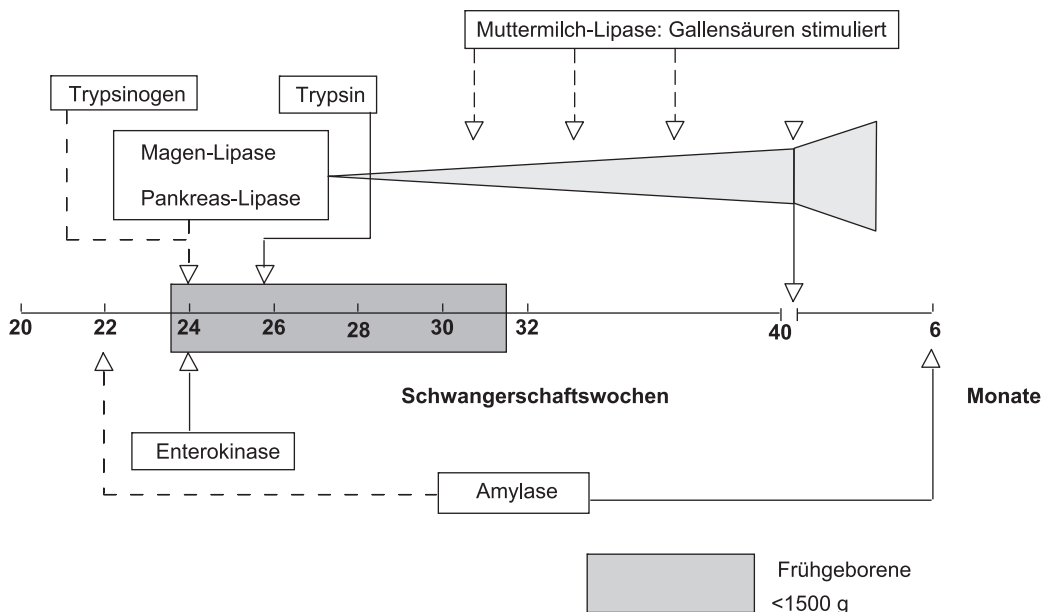 Muttermilch-Lipase: Gallensäuren stimuliert
Trypsinogen
Trypsin
Magen-Lipase
Pankreas-Lipase
20 22 24 26 28 30 32 40 6
Schwangerschaftswochen Monate
Enterokinase
Amylase
Frühgeborene
<1500 g